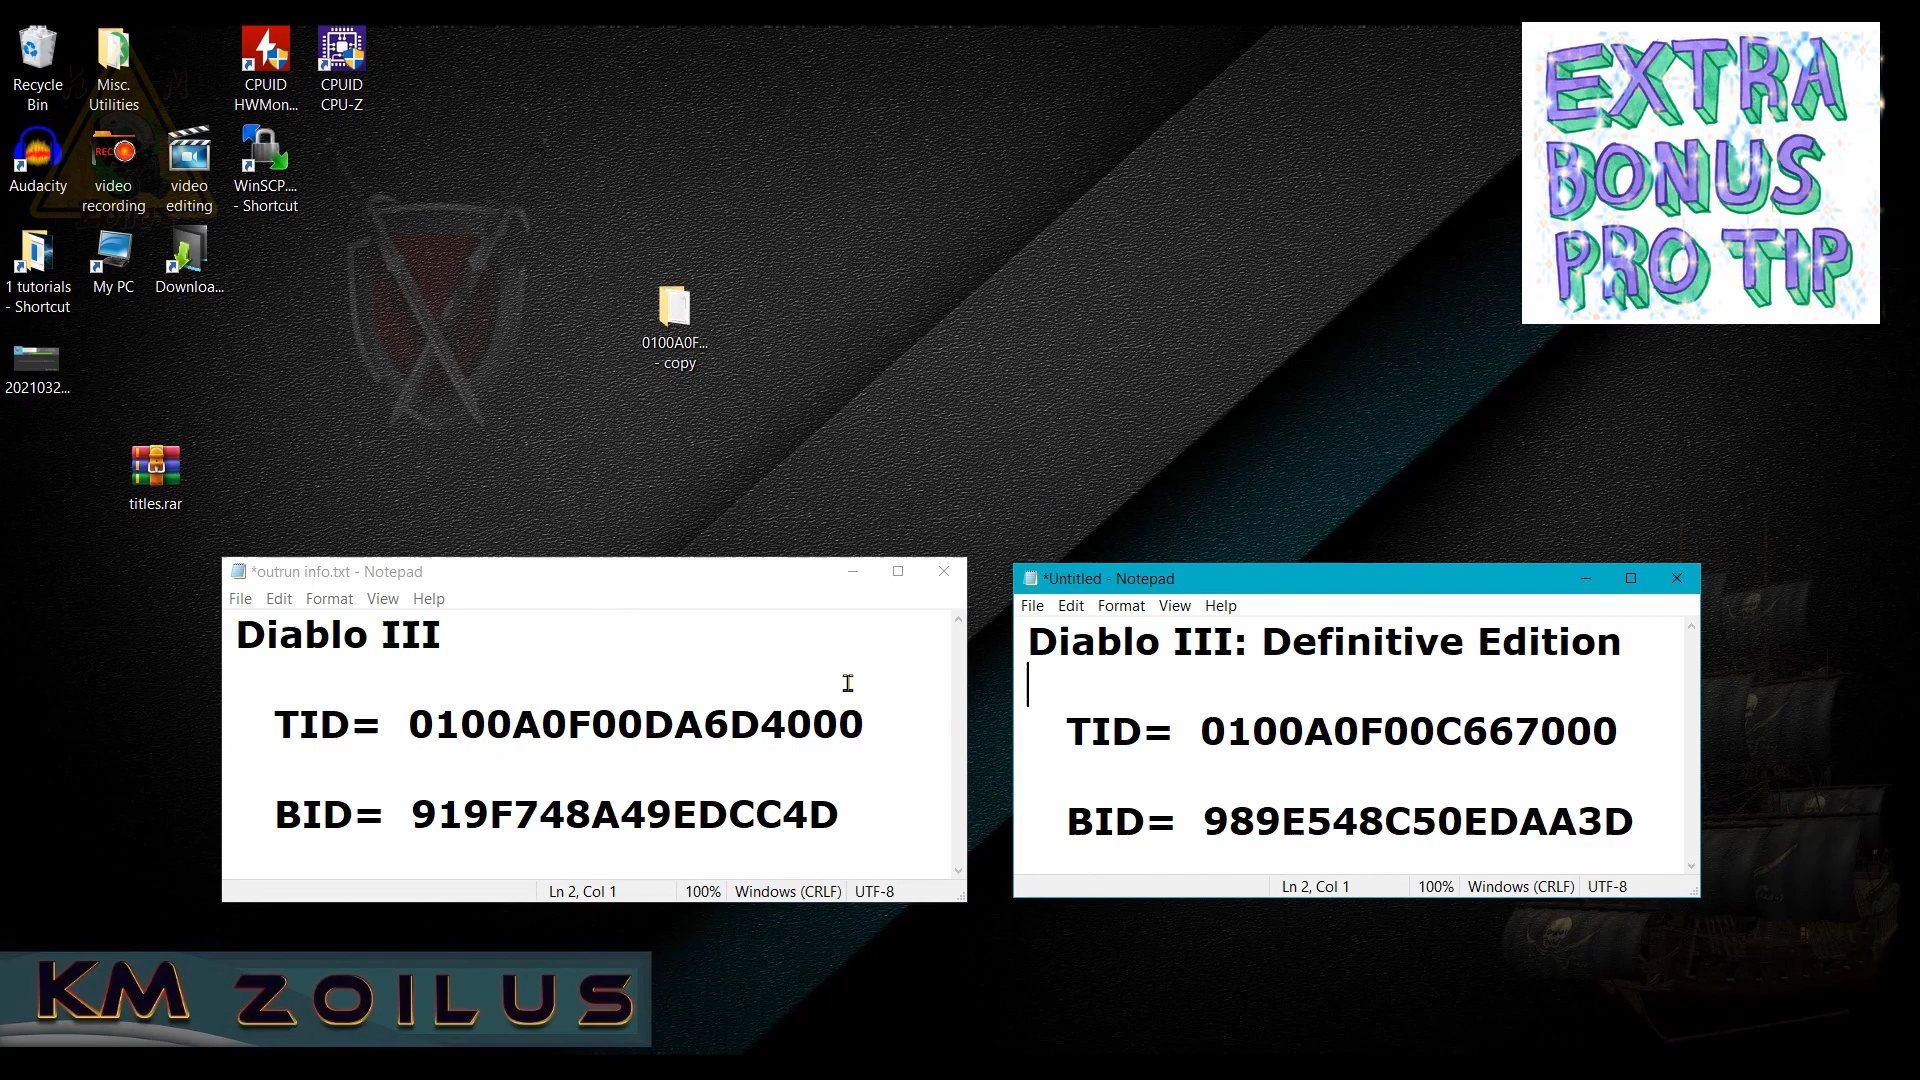 Recycle
Bin
Misc.
Utilities
CPUID
HWMon...
CPUID
CPU-Z
REC
Audacity
video
recording
video
editing
WinSCP....
- Shortcut
1 tutorials
- Shortcut
My PC
Downloa...
2021032...
titles.rar
0100A0F...
- copy
EXTRA
BONUS
PRO TIP
*outrun info.txt - Notepad
File Edit Format View Help
Diablo III
TID= 0100A0F00DA6D4000
BID= 919F748A49EDCC4D
Ln 2, Col 1 100% Windows (CRLF) UTF-8
*Untitled - Notepad
File Edit Format View Help
Diablo III: Definitive Edition
TID= 0100A0F00C667000
BID= 989E548C50EDAA3D
Ln 2, Col 1 100% Windows (CRLF) UTF-8
KM ZOILUS